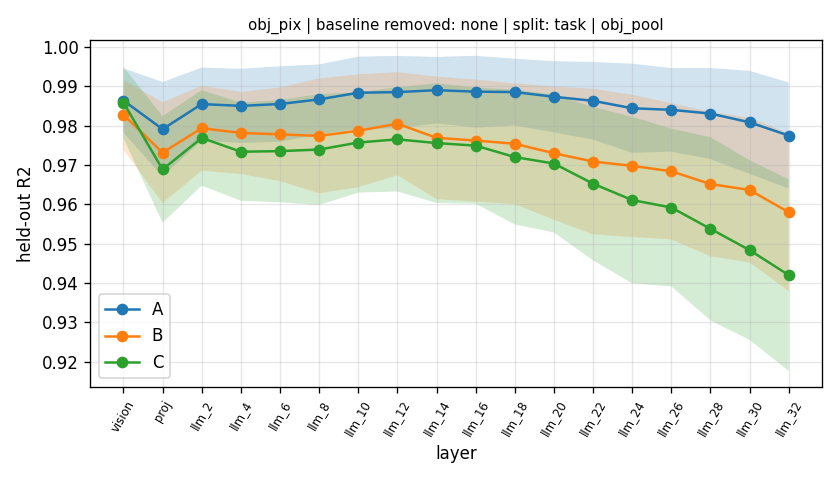 obj_pix | baseline removed: none | split: task | obj_pool
held-out R2
1.00
0.99
0.98
0.97
0.96
0.95
0.94
0.93
0.92
A
B
C
vision
proj
llm_2
llm_4
llm_6
llm_8
llm_10
llm_12
llm_14
llm_16
llm_18
llm_20
llm_22
llm_24
llm_26
llm_28
llm_30
llm_32
layer